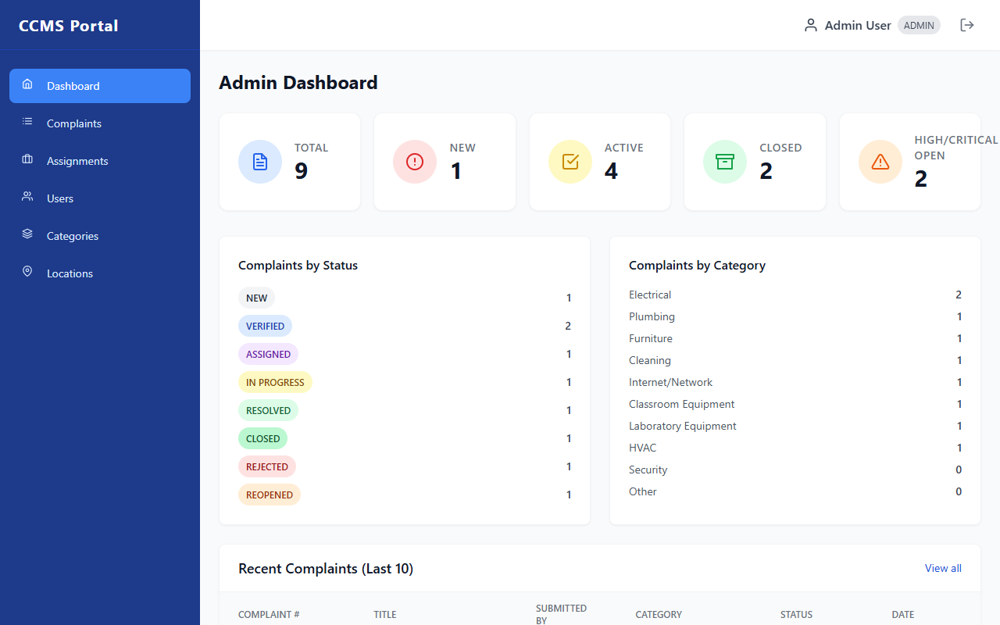 CCMS Portal
Admin User ADMIN
Dashboard
Complaints
Assignments
Users
Categories
Locations
Admin Dashboard
TOTAL
9
NEW
1
ACTIVE
4
CLOSED
2
HIGH/CRITICAL
OPEN
2
Complaints by Status
NEW 1
VERIFIED 2
ASSIGNED 1
IN PROGRESS 1
RESOLVED 1
CLOSED 1
REJECTED 1
REOPENED 1
Complaints by Category
Electrical 2
Plumbing 1
Furniture 1
Cleaning 1
Internet/Network 1
Classroom Equipment 1
Laboratory Equipment 1
HVAC 1
Security 0
Other 0
Recent Complaints (Last 10) View all
COMPLAINT # TITLE SUBMITTED BY CATEGORY STATUS DATE